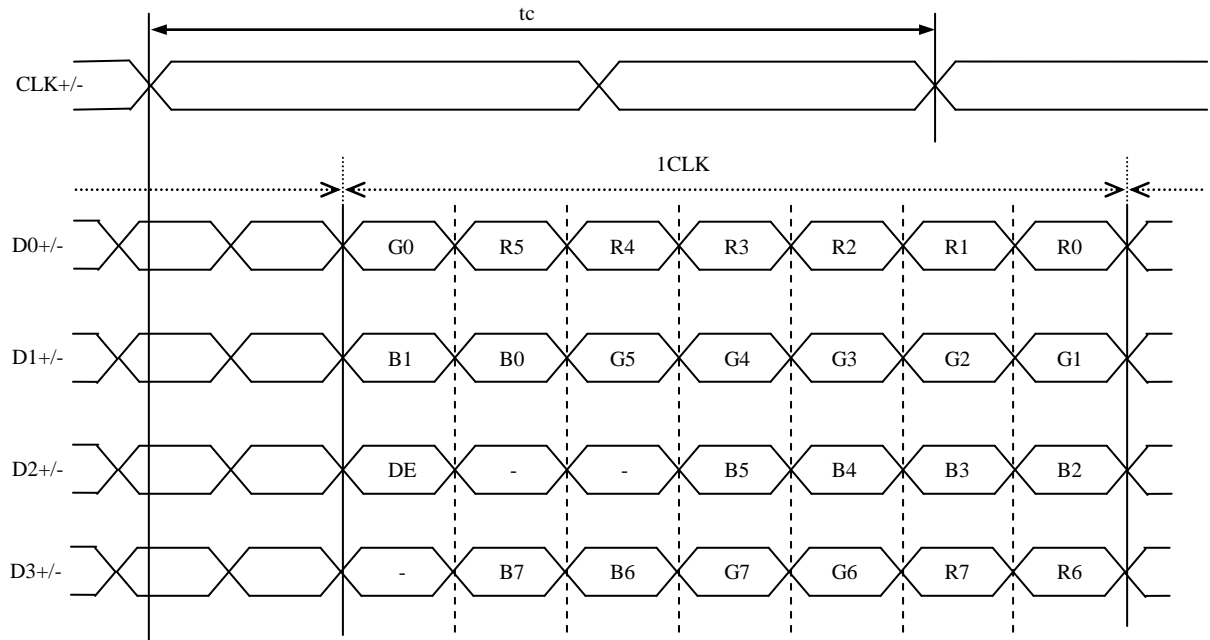 tc
CLK+/-
1CLK
D0+/- G0 R5 R4 R3 R2 R1 R0
D1+/- B1 B0 G5 G4 G3 G2 G1
D2+/- DE - - B5 B4 B3 B2
D3+/- - B7 B6 G7 G6 R7 R6